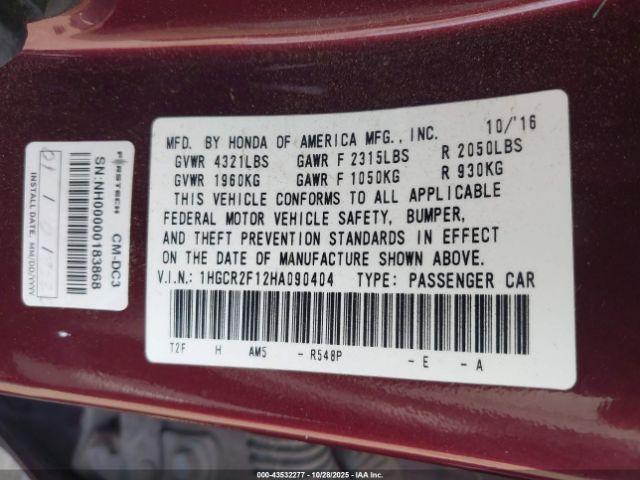 MFD. BY HONDA OF AMERICA MFG., INC. 10/'16
GVWR 4321LBS GAWR F 2315LBS R 2050LBS
GVWR 1960KG GAWR F 1050KG R 930KG
THIS VEHICLE CONFORMS TO ALL APPLICABLE
FEDERAL MOTOR VEHICLE SAFETY, BUMPER,
AND THEFT PREVENTION STANDARDS IN EFFECT
ON THE DATE OF MANUFACTURE SHOWN ABOVE.
V.I.N.: 1HGCR2F12HA090404 TYPE: PASSENGER CAR
T2F H AM5 - R548P - E - A
FIRSTECH CM-DC3
SN:NH00000183868
INSTALL DATE. MM/DD/YYYY
000-43532277 - 10/28/2025 - IAAI.com